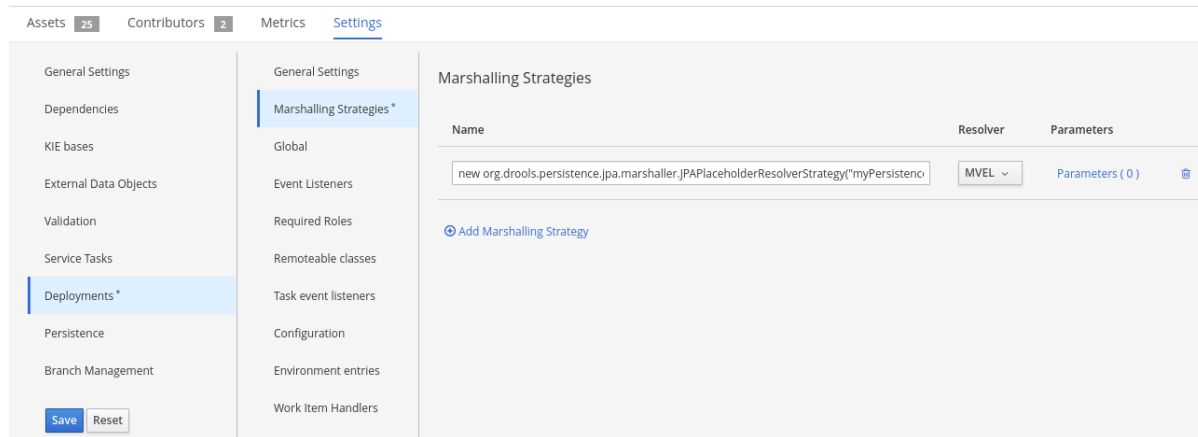 Assets 25 Contributors 2 Metrics Settings
General Settings
Dependencies
KIE bases
External Data Objects
Validation
Service Tasks
Deployments *
Persistence
Branch Management
Save Reset
General Settings
Marshalling Strategies *
Global
Event Listeners
Required Roles
Remoteable classes
Task event listeners
Configuration
Environment entries
Work Item Handlers
Marshalling Strategies
Name Resolver Parameters
new org.drools.persistence.jpa.marshaller.JPAPlaceholderResolverStrategy("myPersistenc MVEL Parameters ( 0 )
Add Marshalling Strategy